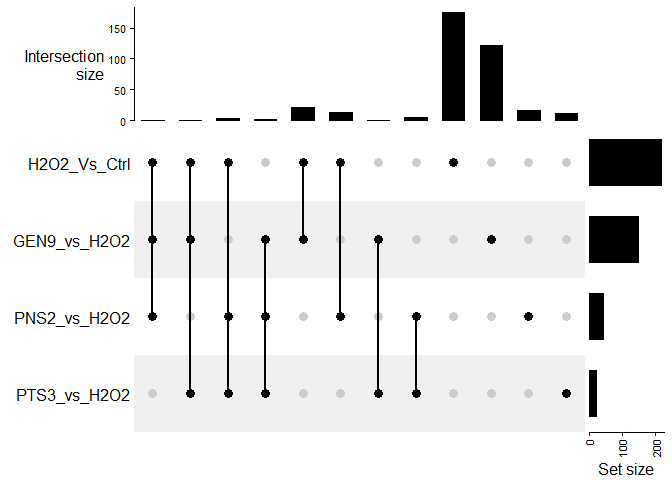 150
100
50
0
Intersection
size
H2O2_Vs_Ctrl
GEN9_vs_H2O2
PNS2_vs_H2O2
PTS3_vs_H2O2
0
100
200
Set size